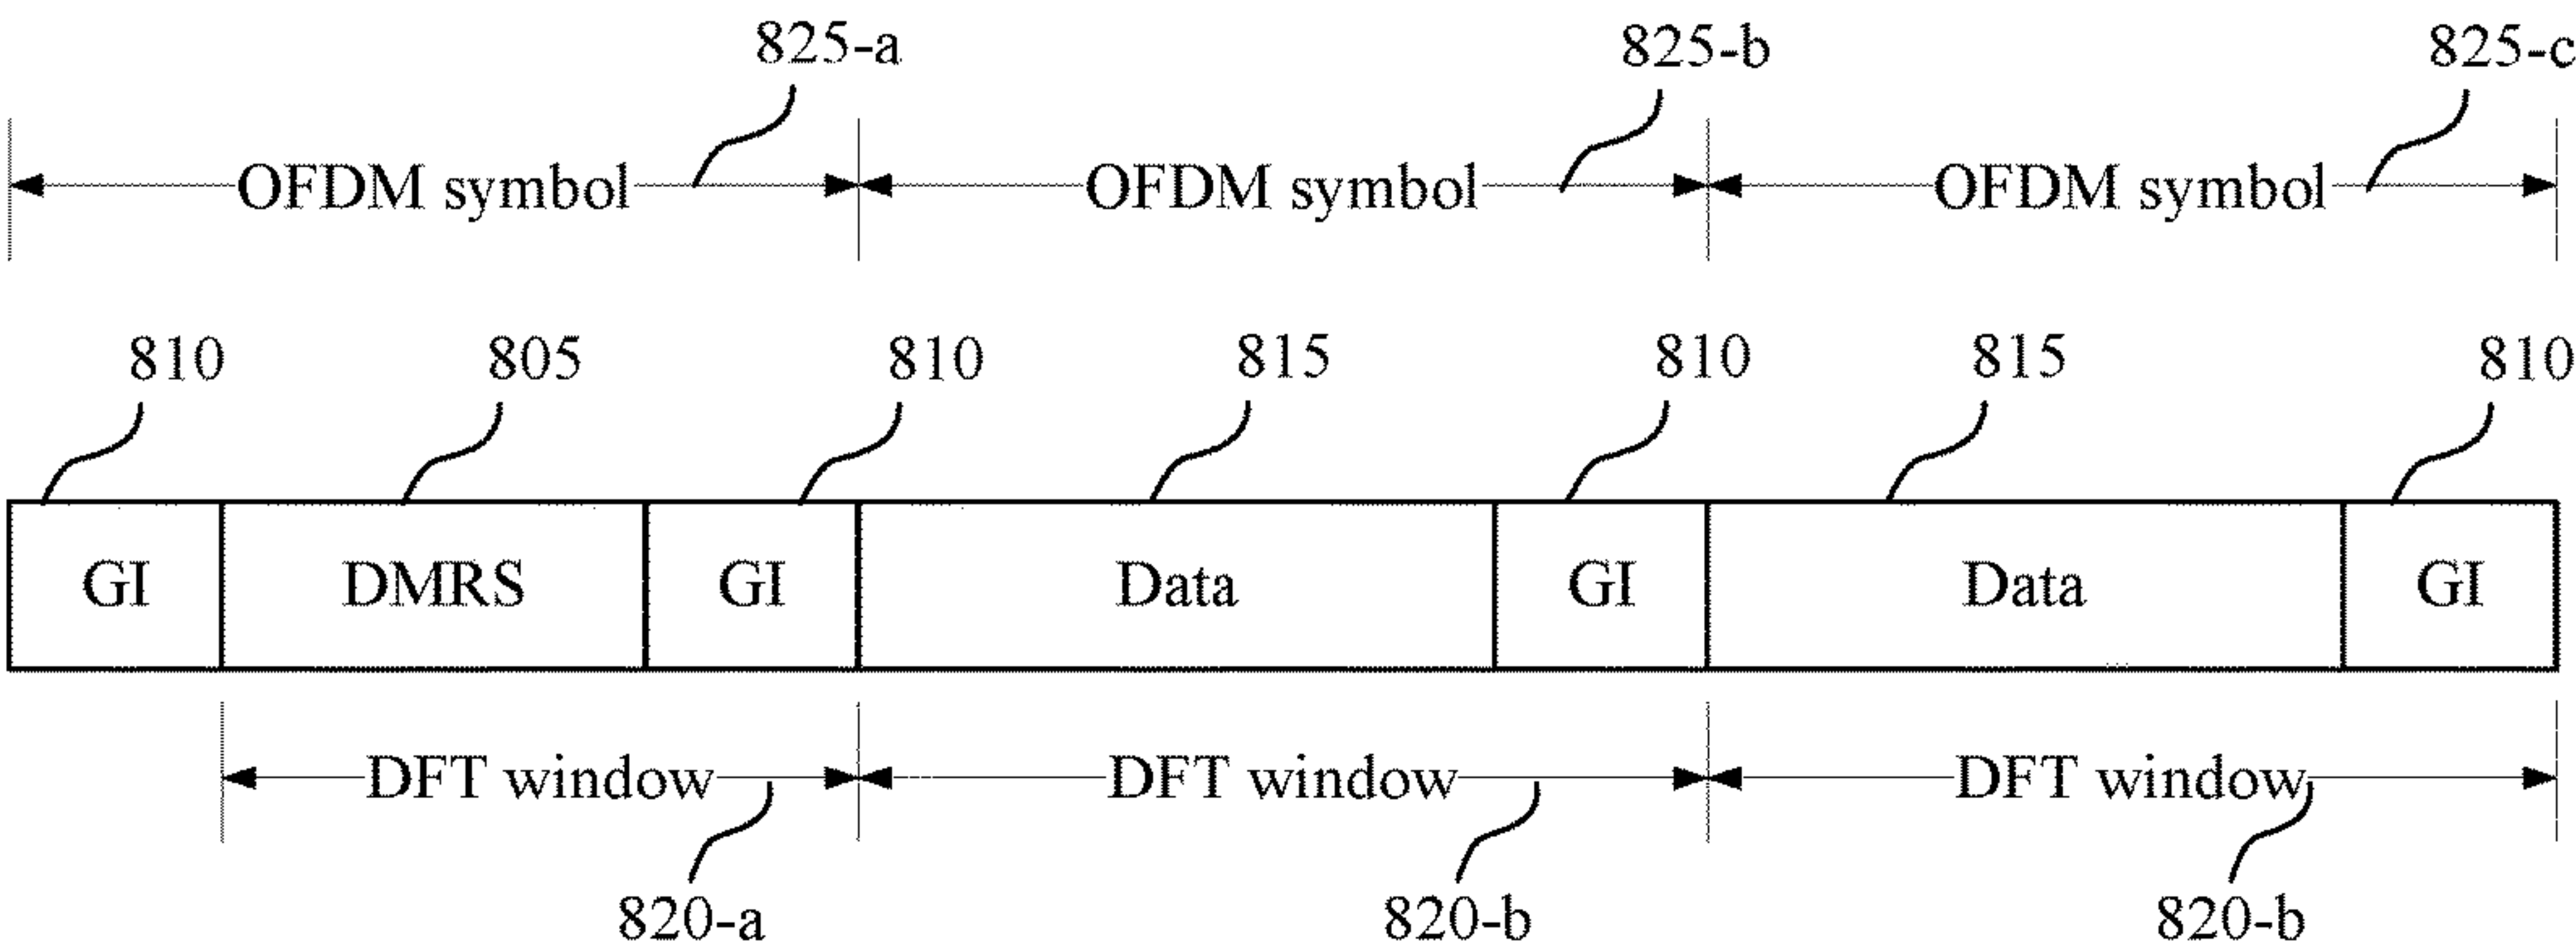 825-a 825-b 825-c
OFDM symbol OFDM symbol OFDM symbol
810 805 810 815 810 815 810
GI DMRS GI Data GI Data GI
DFT window DFT window DFT window
820-a 820-b 820-b